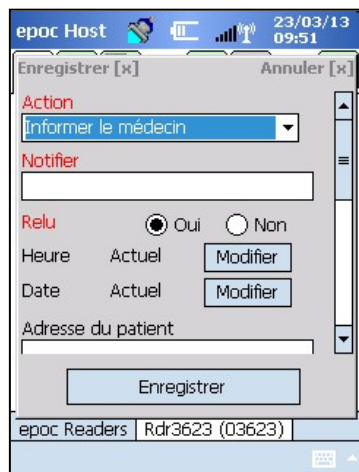 epoc Host 23/03/13
09:51
Enregistrer [x] Annuler [x]
Action
Informer le médecin
Notifier
Relu Oui Non
Heure Actuel Modifier
Date Actuel Modifier
Adresse du patient
Enregistrer
epoc Readers Rdr3623 (03623)